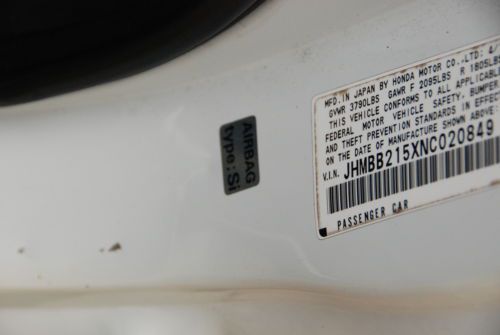 AIRBAG
type:Si
MFD. IN JAPAN BY HONDA MOTOR CO., LTD: 4/
GVWR 3790LBS GAWR F 2095LBS R 1805LBS
THIS VEHICLE CONFORMS TO ALL APPLICABLE
FEDERAL MOTOR VEHICLE SAFETY, BUMPER,
AND THEFT PREVENTION STANDARDS IN EFFECT
ON THE DATE OF MANUFACTURE SHOWN ABOVE
V.I.N. JHMBB215XNC020849
PASSENGER CAR